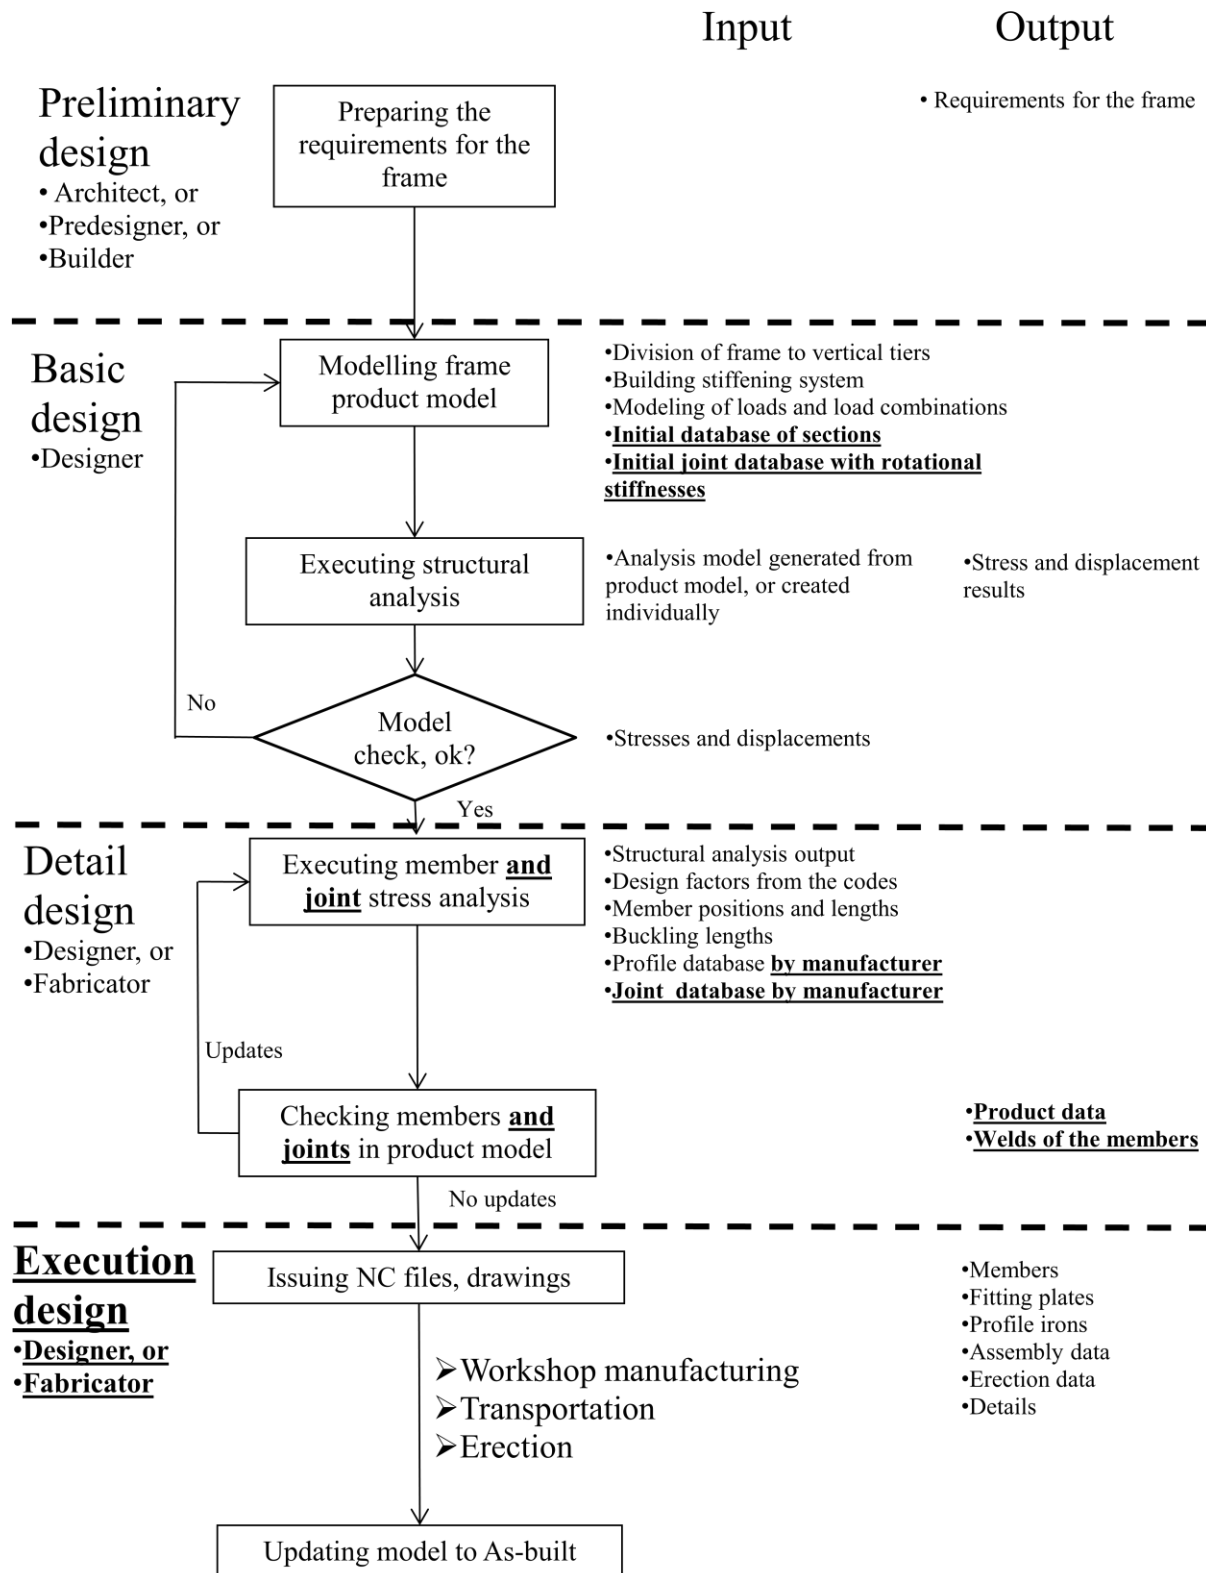 Input
Output
Preliminary
design
• Architect, or
•Predesigner, or
•Builder
Preparing the
requirements for the
frame
• Requirements for the frame
Basic
design
•Designer
Modelling frame
product model
•Division of frame to vertical tiers
•Building stiffening system
•Modeling of loads and load combinations
•Initial database of sections
•Initial joint database with rotational
stiffnesses
Executing structural
analysis
•Analysis model generated from
product model, or created
individually
•Stress and displacement
results
No
Model
check, ok?
•Stresses and displacements
Yes
Detail
design
•Designer, or
•Fabricator
Executing member and
joint stress analysis
•Structural analysis output
•Design factors from the codes
•Member positions and lengths
•Buckling lengths
•Profile database by manufacturer
•Joint database by manufacturer
Updates
Checking members and
joints in product model
•Product data
•Welds of the members
No updates
Execution
design
•Designer, or
•Fabricator
Issuing NC files, drawings
•Members
•Fitting plates
•Profile irons
•Assembly data
•Erection data
•Details
➢Workshop manufacturing
➢Transportation
➢Erection
Updating model to As-built